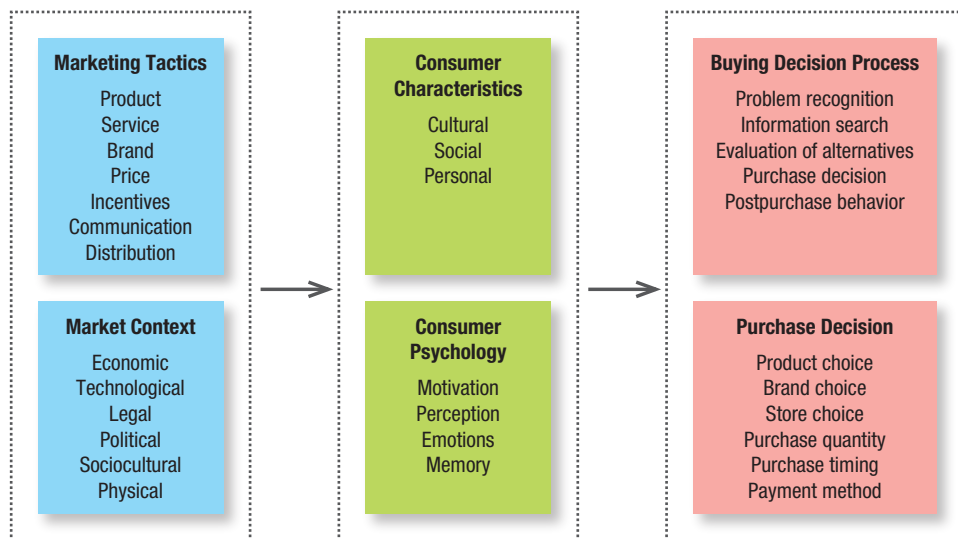 Marketing Tactics
Product
Service
Brand
Price
Incentives
Communication
Distribution
Market Context
Economic
Technological
Legal
Political
Sociocultural
Physical
Consumer
Characteristics
Cultural
Social
Personal
Consumer
Psychology
Motivation
Perception
Emotions
Memory
Buying Decision Process
Problem recognition
Information search
Evaluation of alternatives
Purchase decision
Postpurchase behavior
Purchase Decision
Product choice
Brand choice
Store choice
Purchase quantity
Purchase timing
Payment method